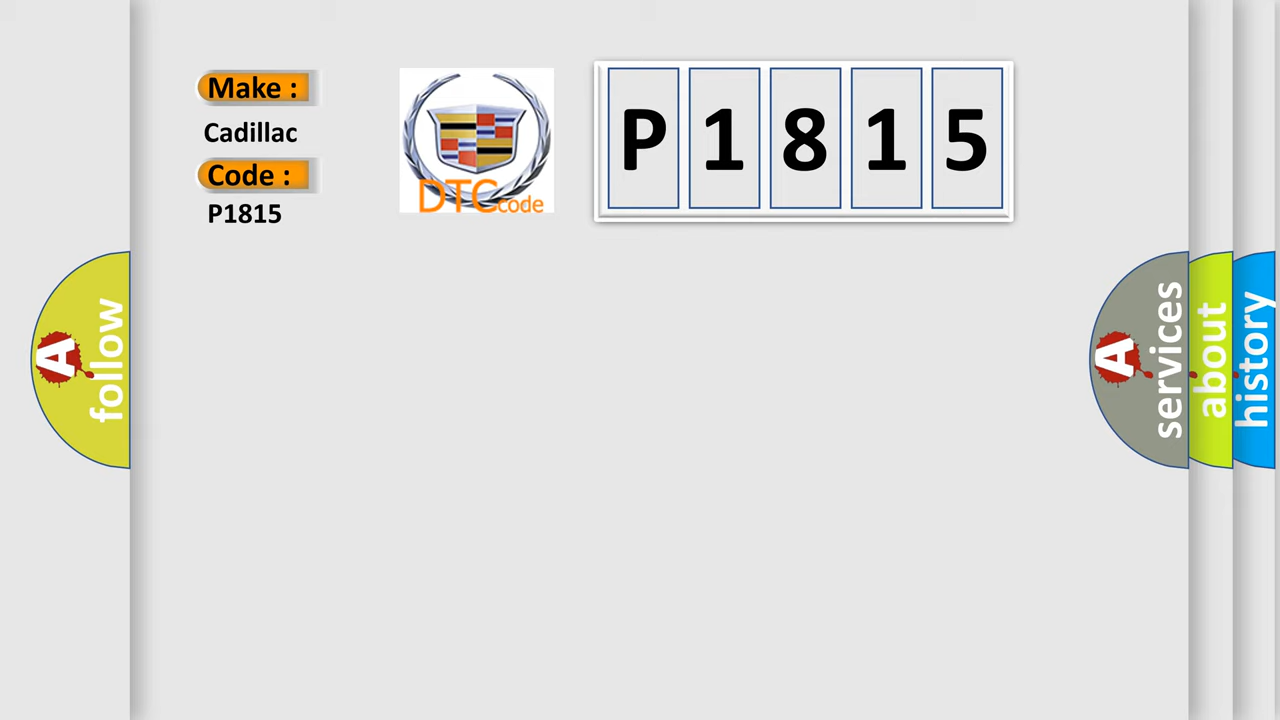 Make :
Cadillac
Code :
P1815
DTCcode
P 1 8 1 5
A follow
A services
about
history